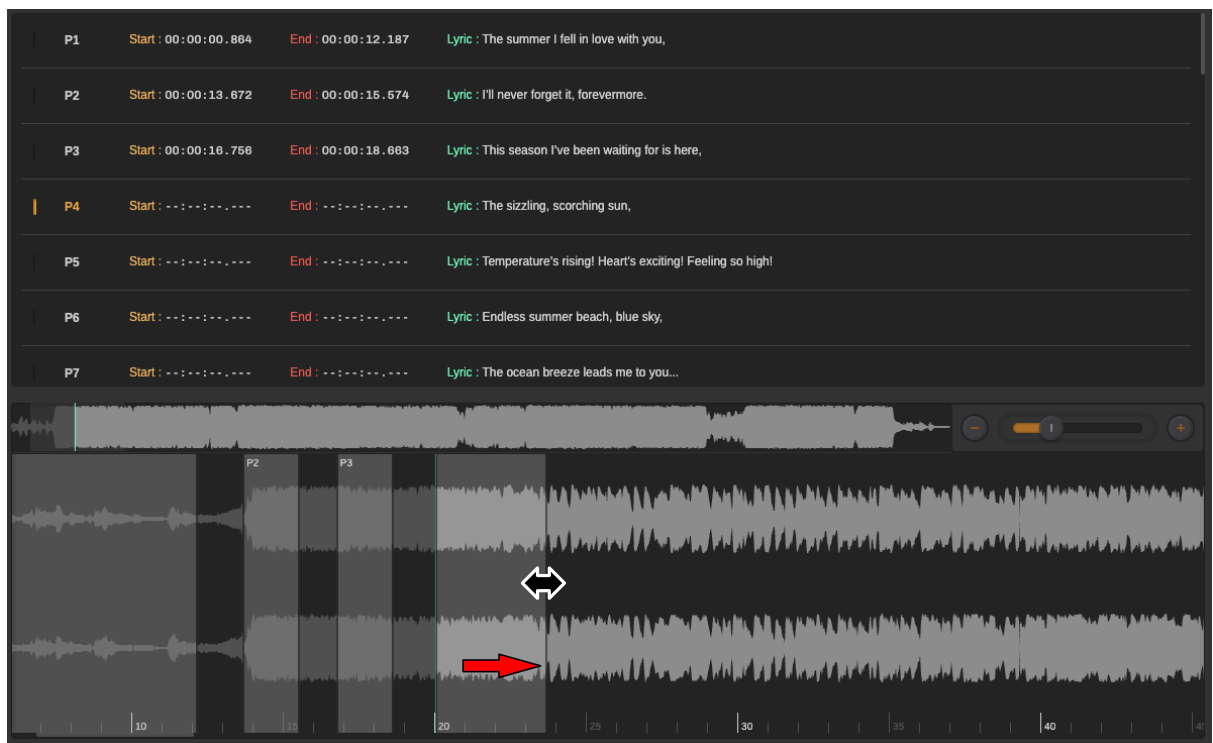 P1 Start : 00:00:00.864 End : 00:00:12.187 Lyric : The summer I fell in love with you,
P2 Start : 00:00:13.672 End : 00:00:15.574 Lyric : I'll never forget it, forevermore.
P3 Start : 00:00:16.756 End : 00:00:18.663 Lyric : This season I've been waiting for is here,
P4 Start : --:--:--.--- End : --:--:--.--- Lyric : The sizzling, scorching sun,
P5 Start : --:--:--.--- End : --:--:--.--- Lyric : Temperature's rising! Heart's exciting! Feeling so high!
P6 Start : --:--:--.--- End : --:--:--.--- Lyric : Endless summer beach, blue sky,
P7 Start : --:--:--.--- End : --:--:--.--- Lyric : The ocean breeze leads me to you...
P2 P3
10 15 20 25 30 35 40